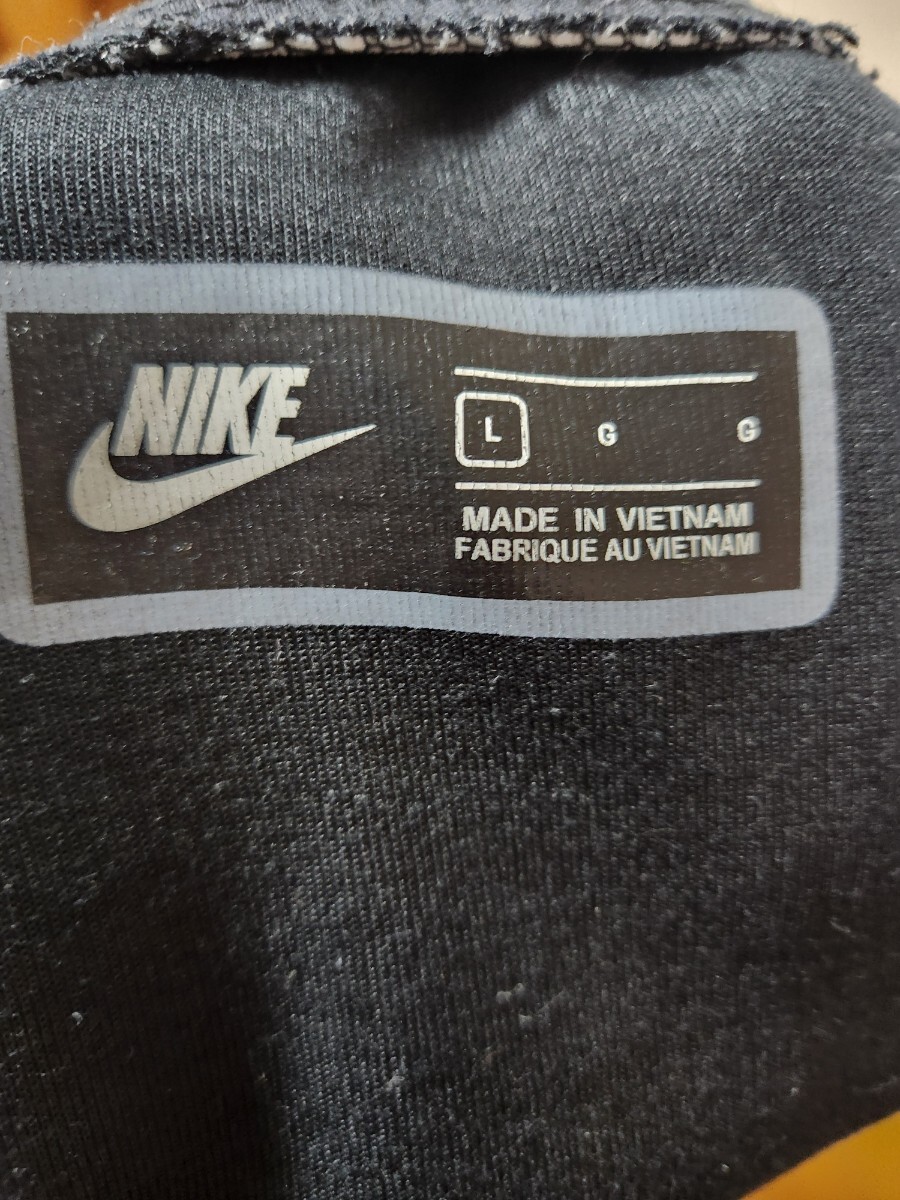 NIKE
L G G
MADE IN VIETNAM
FABRIQUE AU VIETNAM